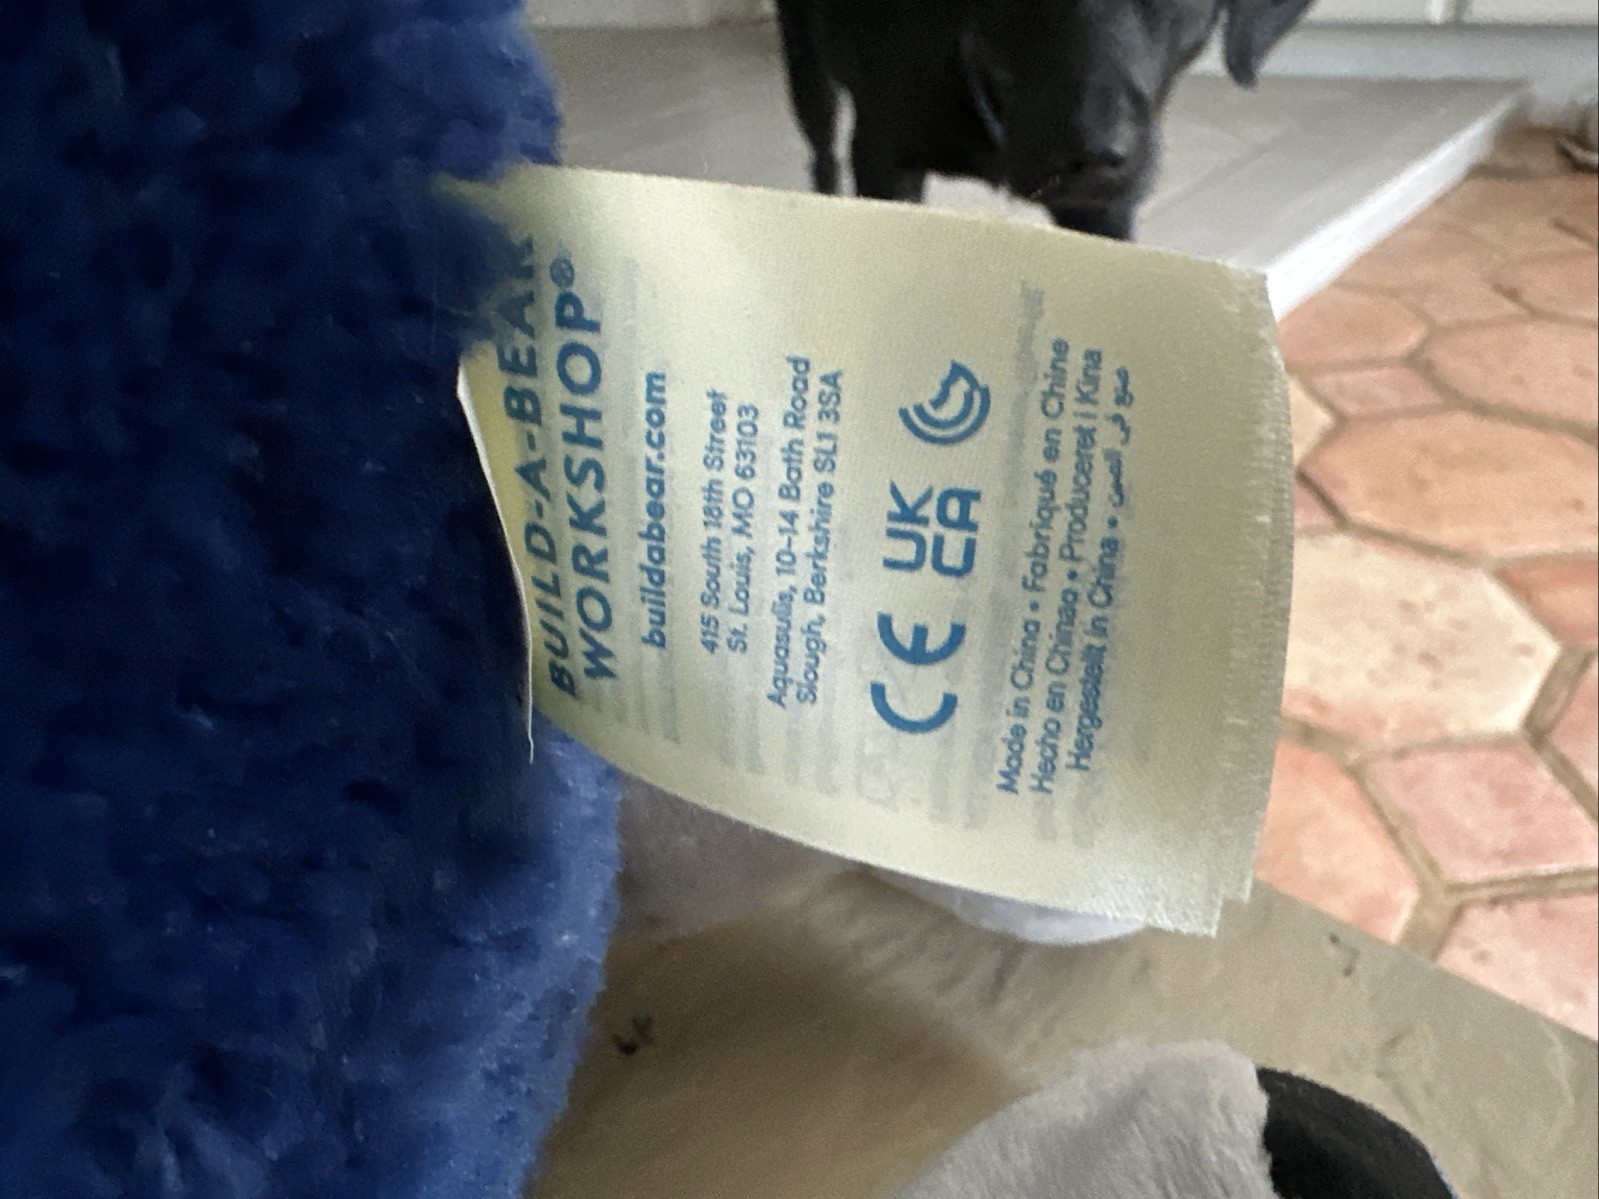 BUILD-A-BEAR
WORKSHOP®
buildabear.com
415 South 18th Street
St. Louis, MO 63103
Aquasulis, 10-14 Bath Road
Slough, Berkshire SL1 3SA
CE UK
CA
Made in China • Fabriqué en Chine
Hecho en China • Produceret i Kina
Hergestellt in China • صنع في الصين